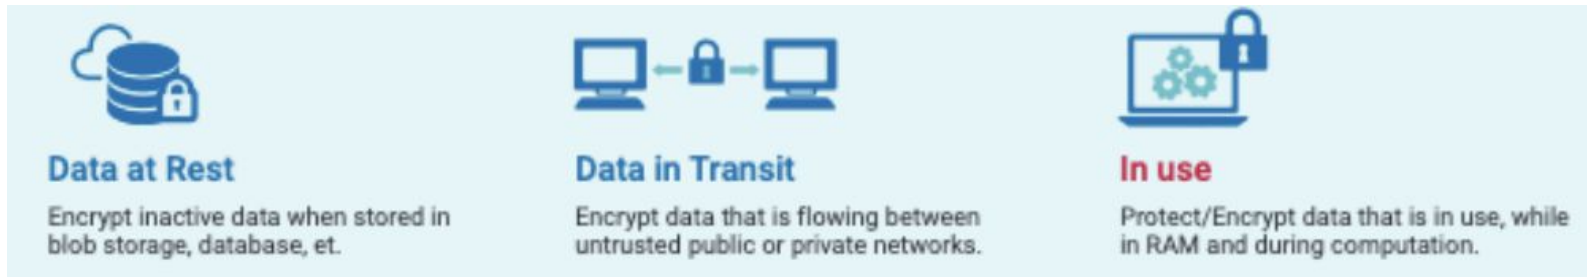 Data at Rest
Encrypt inactive data when stored in
blob storage, database, et.
Data in Transit
Encrypt data that is flowing between
untrusted public or private networks.
In use
Protect/Encrypt data that is in use, while
in RAM and during computation.